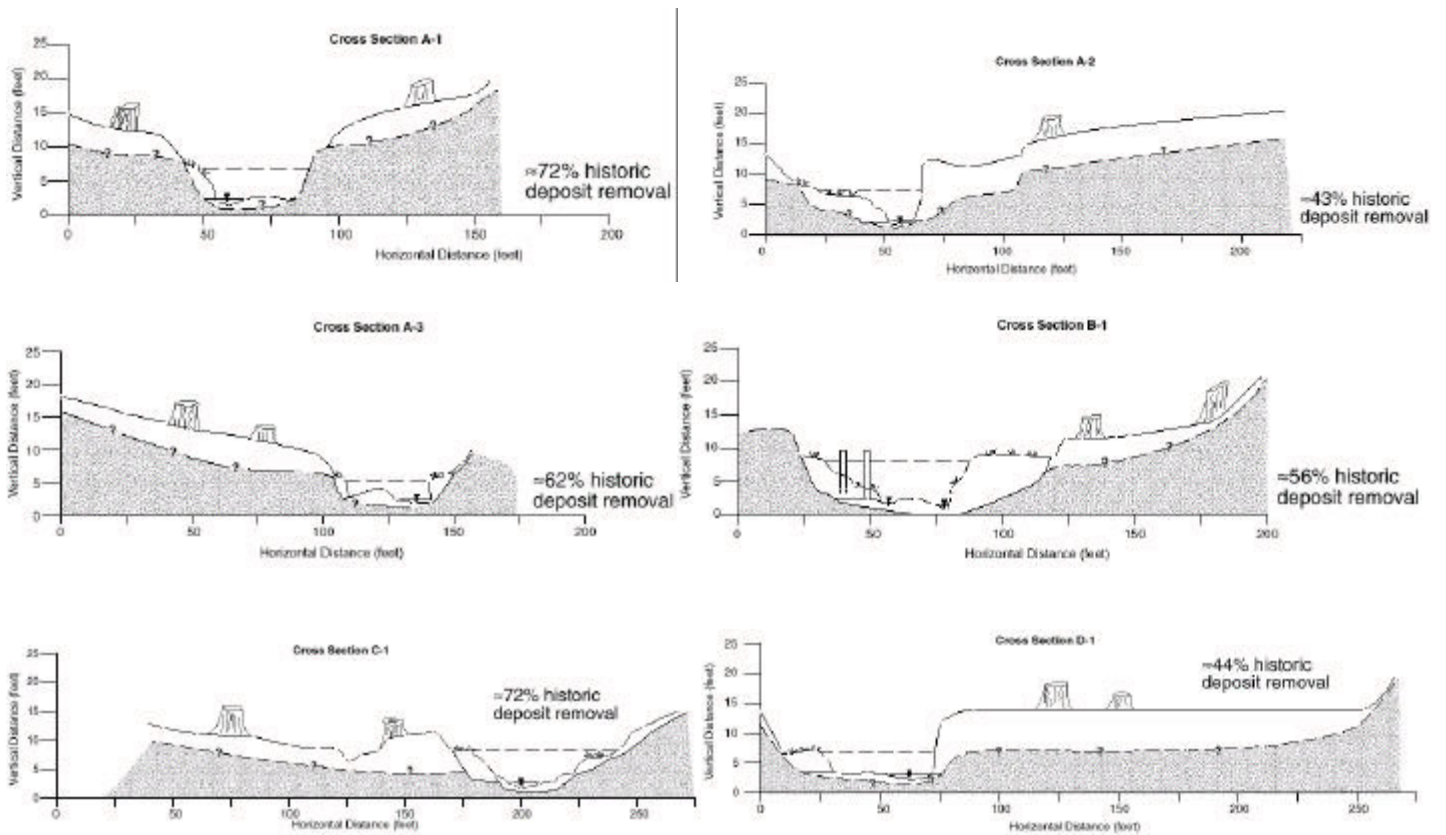 Cross Section A-1
Vertical Distance (feet)
25
20
15
10
5
0
0 50 100 150 200
Horizontal Distance (feet)
≈72% historic
deposit removal
Cross Section A-2
Vertical Distance (feet)
25
20
15
10
5
0
0 50 100 150 200
Horizontal Distance (feet)
≈43% historic
deposit removal
Cross Section A-3
Vertical Distance (feet)
25
20
15
10
5
0
0 50 100 150 200
Horizontal Distance (feet)
≈62% historic
deposit removal
Cross Section B-1
Vertical Distance (feet)
25
20
15
10
5
0
0 50 100 150 200
Horizontal Distance (feet)
≈56% historic
deposit removal
Cross Section C-1
Vertical Distance (feet)
25
20
15
10
5
0
0 50 100 150 200 250
Horizontal Distance (feet)
≈72% historic
deposit removal
Cross Section D-1
Vertical Distance (feet)
25
20
15
10
5
0
0 50 100 150 200 250
Horizontal Distance (feet)
≈44% historic
deposit removal